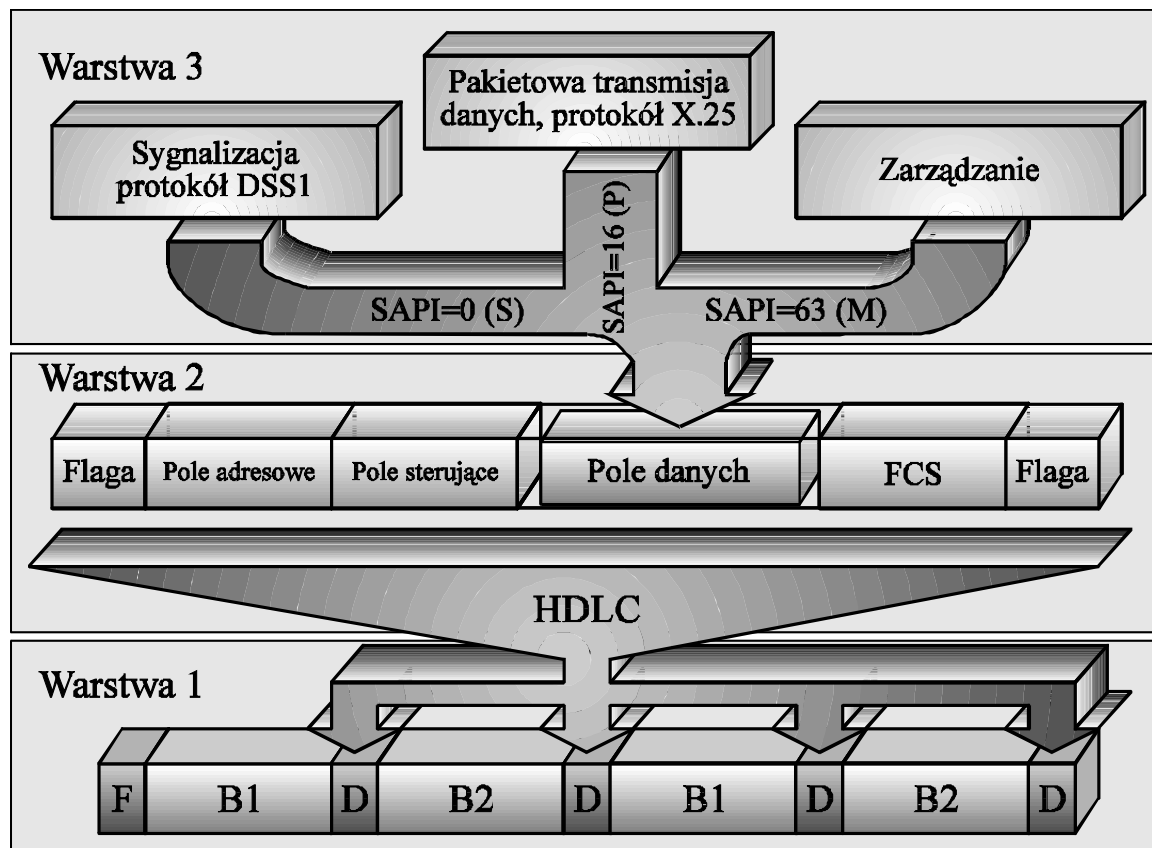 Warstwa 3
Pakietowa transmisja
danych, protokół X.25
Sygnalizacja
protokół DSS1
Zarządzanie
SAPI=0 (S)
SAPI=16 (P)
SAPI=63 (M)
Warstwa 2
Flaga
Pole adresowe
Pole sterujące
Pole danych
FCS
Flaga
HDLC
Warstwa 1
F
B1
D
B2
D
B1
D
B2
D